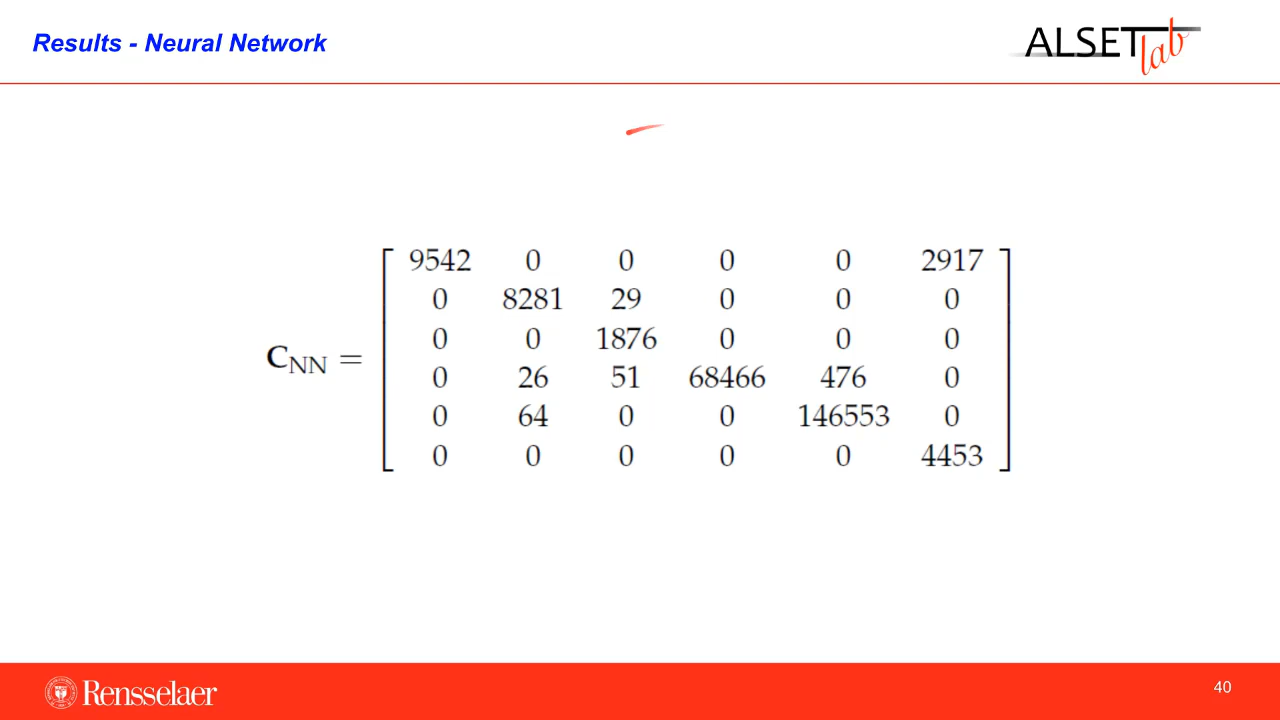 Results - Neural Network
ALSET lab
9542 0 0 0 0 2917
0 8281 29 0 0 0
0 0 1876 0 0 0
C_NN =
0 26 51 68466 476 0
0 64 0 0 146553 0
0 0 0 0 0 4453
Rensselaer
40